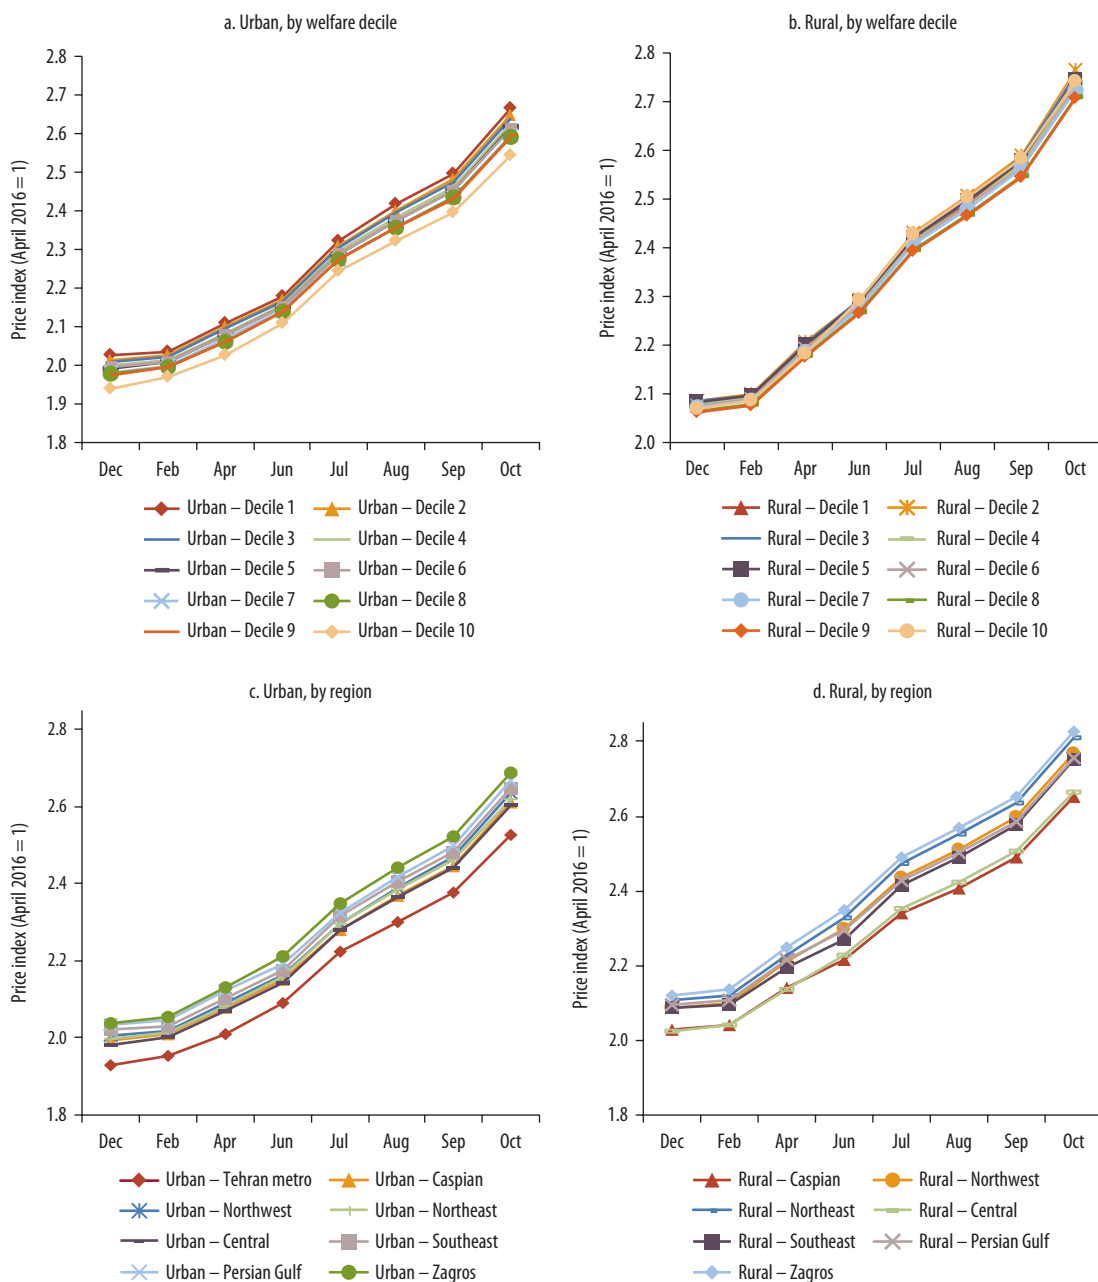 a. Urban, by welfare decile
Price index (April 2016 = 1)
2.8
2.7
2.6
2.5
2.4
2.3
2.2
2.1
2.0
1.9
1.8
Dec Feb Apr Jun Jul Aug Sep Oct
Urban – Decile 1 Urban – Decile 2
Urban – Decile 3 Urban – Decile 4
Urban – Decile 5 Urban – Decile 6
Urban – Decile 7 Urban – Decile 8
Urban – Decile 9 Urban – Decile 10
b. Rural, by welfare decile
Price index (April 2016 = 1)
2.8
2.7
2.6
2.5
2.4
2.3
2.2
2.1
2.0
Dec Feb Apr Jun Jul Aug Sep Oct
Rural – Decile 1 Rural – Decile 2
Rural – Decile 3 Rural – Decile 4
Rural – Decile 5 Rural – Decile 6
Rural – Decile 7 Rural – Decile 8
Rural – Decile 9 Rural – Decile 10
c. Urban, by region
Price index (April 2016 = 1)
2.8
2.6
2.4
2.2
2.0
1.8
Dec Feb Apr Jun Jul Aug Sep Oct
Urban – Tehran metro Urban – Caspian
Urban – Northwest Urban – Northeast
Urban – Central Urban – Southeast
Urban – Persian Gulf Urban – Zagros
d. Rural, by region
Price index (April 2016 = 1)
2.8
2.6
2.4
2.2
2.0
1.8
Dec Feb Apr Jun Jul Aug Sep Oct
Rural – Caspian Rural – Northwest
Rural – Northeast Rural – Central
Rural – Southeast Rural – Persian Gulf
Rural – Zagros